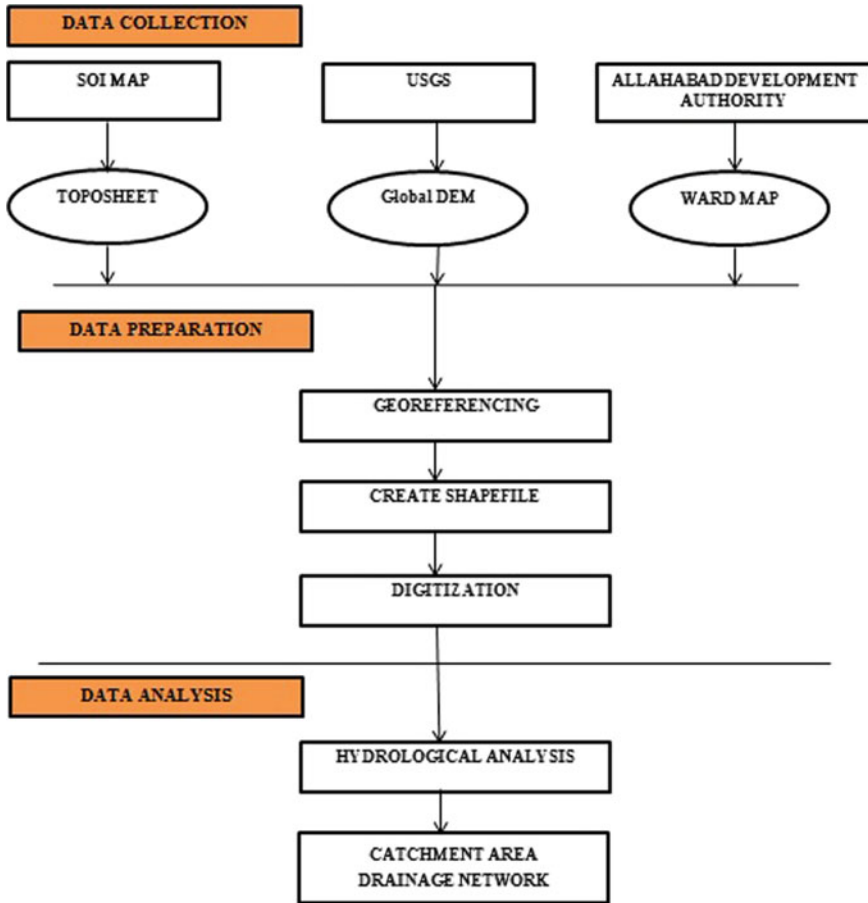 DATA COLLECTION
SOI MAP
USGS
ALLAHABAD DEVELOPMENT
AUTHORITY
TOPOSHEET
Global DEM
WARD MAP
DATA PREPARATION
GEOREFERENCING
CREATE SHAPEFILE
DIGITIZATION
DATA ANALYSIS
HYDROLOGICAL ANALYSIS
CATCHMENT AREA
DRAINAGE NETWORK